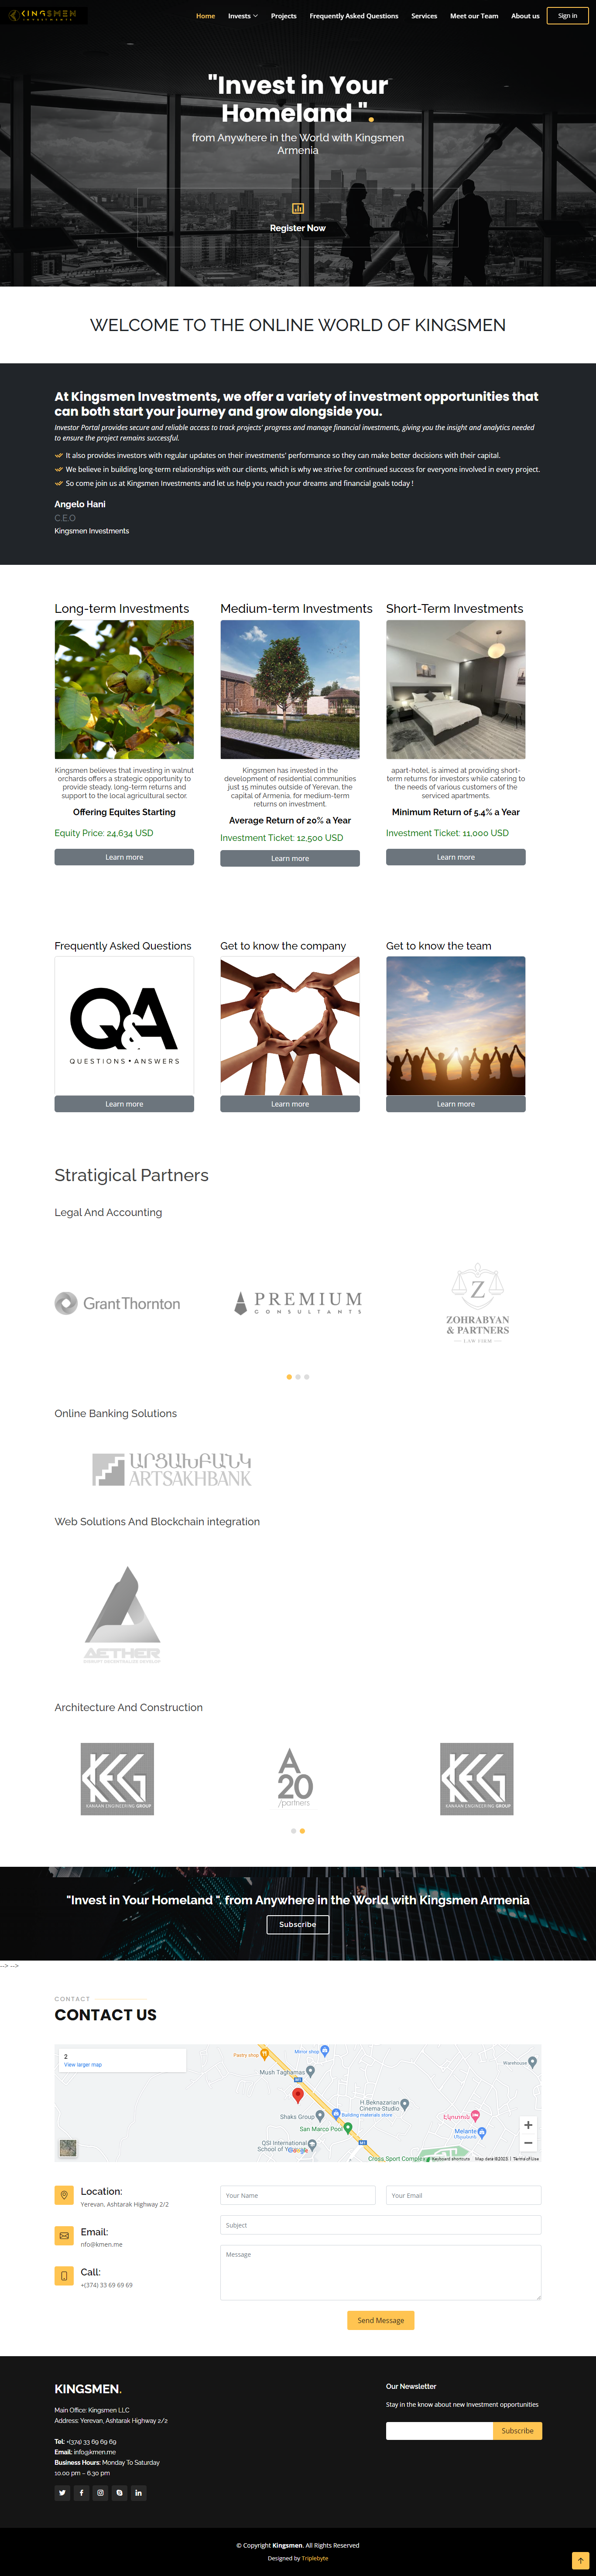 KINGSMEN
Investments
Home
Invests
Projects
Frequently Asked Questions
Services
Meet our Team
About us
Sign in
"Invest in Your
Homeland ".
from Anywhere in the World with Kingsmen
Armenia
Register Now
WELCOME TO THE ONLINE WORLD OF KINGSMEN
At Kingsmen Investments, we offer a variety of investment opportunities that
can both start your journey and grow alongside you.
Investor Portal provides secure and reliable access to track projects' progress and manage financial investments, giving you the insight and analytics needed
to ensure the project remains successful.
It also provides investors with regular updates on their investments' performance so they can make better decisions with their capital.
We believe in building long-term relationships with our clients, which is why we strive for continued success for everyone involved in every project.
So come join us at Kingsmen Investments and let us help you reach your dreams and financial goals today !
Angelo Hani
C.E.O
Kingsmen Investments
Long-term Investments
Kingsmen believes that investing in walnut
orchards offers a strategic opportunity to
provide steady, long-term returns and
support to the local agricultural sector.
Offering Equites Starting
Equity Price: 24,634 USD
Learn more
Medium-term Investments
Kingsmen has invested in the
development of residential communities
just 15 minutes outside of Yerevan, the
capital of Armenia, for medium-term
returns on investment.
Average Return of 20% a Year
Investment Ticket: 12,500 USD
Learn more
Short-Term Investments
apart-hotel, is aimed at providing short-
term returns for investors while catering to
the needs of various customers of the
serviced apartments.
Minimum Return of 5.4% a Year
Investment Ticket: 11,000 USD
Learn more
Frequently Asked Questions
Q&A
QUESTIONS • ANSWERS
Learn more
Get to know the company
Learn more
Get to know the team
Learn more
Stratigical Partners
Legal And Accounting
GrantThornton
PREMIUM
CONSULTANTS
Z
ZOHRABYAN
& PARTNERS
LAW FIRM
Online Banking Solutions
ԱՐՑԱԽԲԱՆԿ
ARTSAKHBANK
Web Solutions And Blockchain integration
AETHER
Architecture And Construction
KEG
KANAAN ENGINEERING GROUP
A
20
/partners
KEG
KANAAN ENGINEERING GROUP
"Invest in Your Homeland ". from Anywhere in the World with Kingsmen Armenia
Subscribe
--> -->
CONTACT
CONTACT US
2
View larger map
Pastry shop
Minor shop
Mush Taghamas
Warehouse
M1
Shaks Group
Building materials store
H.Beknazarian
Cinema-Studio
San Marco Pool
Melante
QSI International
School of Yerevan
M1
Cross Sport Complex
Google
Keyboard shortcuts
Map data ©2023
Terms of Use
Location:
Yerevan, Ashtarak Highway 2/2
Email:
nfo@kmen.me
Call:
+(374) 33 69 69 69
Your Name
Your Email
Subject
Message
Send Message
KINGSMEN.
Main Office: Kingsmen LLC
Address: Yerevan, Ashtarak Highway 2/2
Tel: +(374) 33 69 69 69
Email: info@kmen.me
Business Hours: Monday To Saturday
10.00 pm – 6.30 pm
Our Newsletter
Stay in the know about new Investment opportunities
Subscribe
© Copyright Kingsmen. All Rights Reserved
Designed by Triplebyte